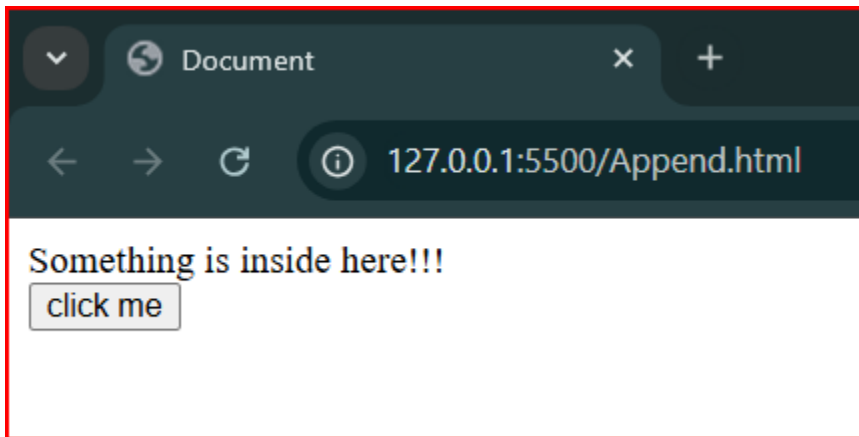 Document
127.0.0.1:5500/Append.html
Something is inside here!!!
click me